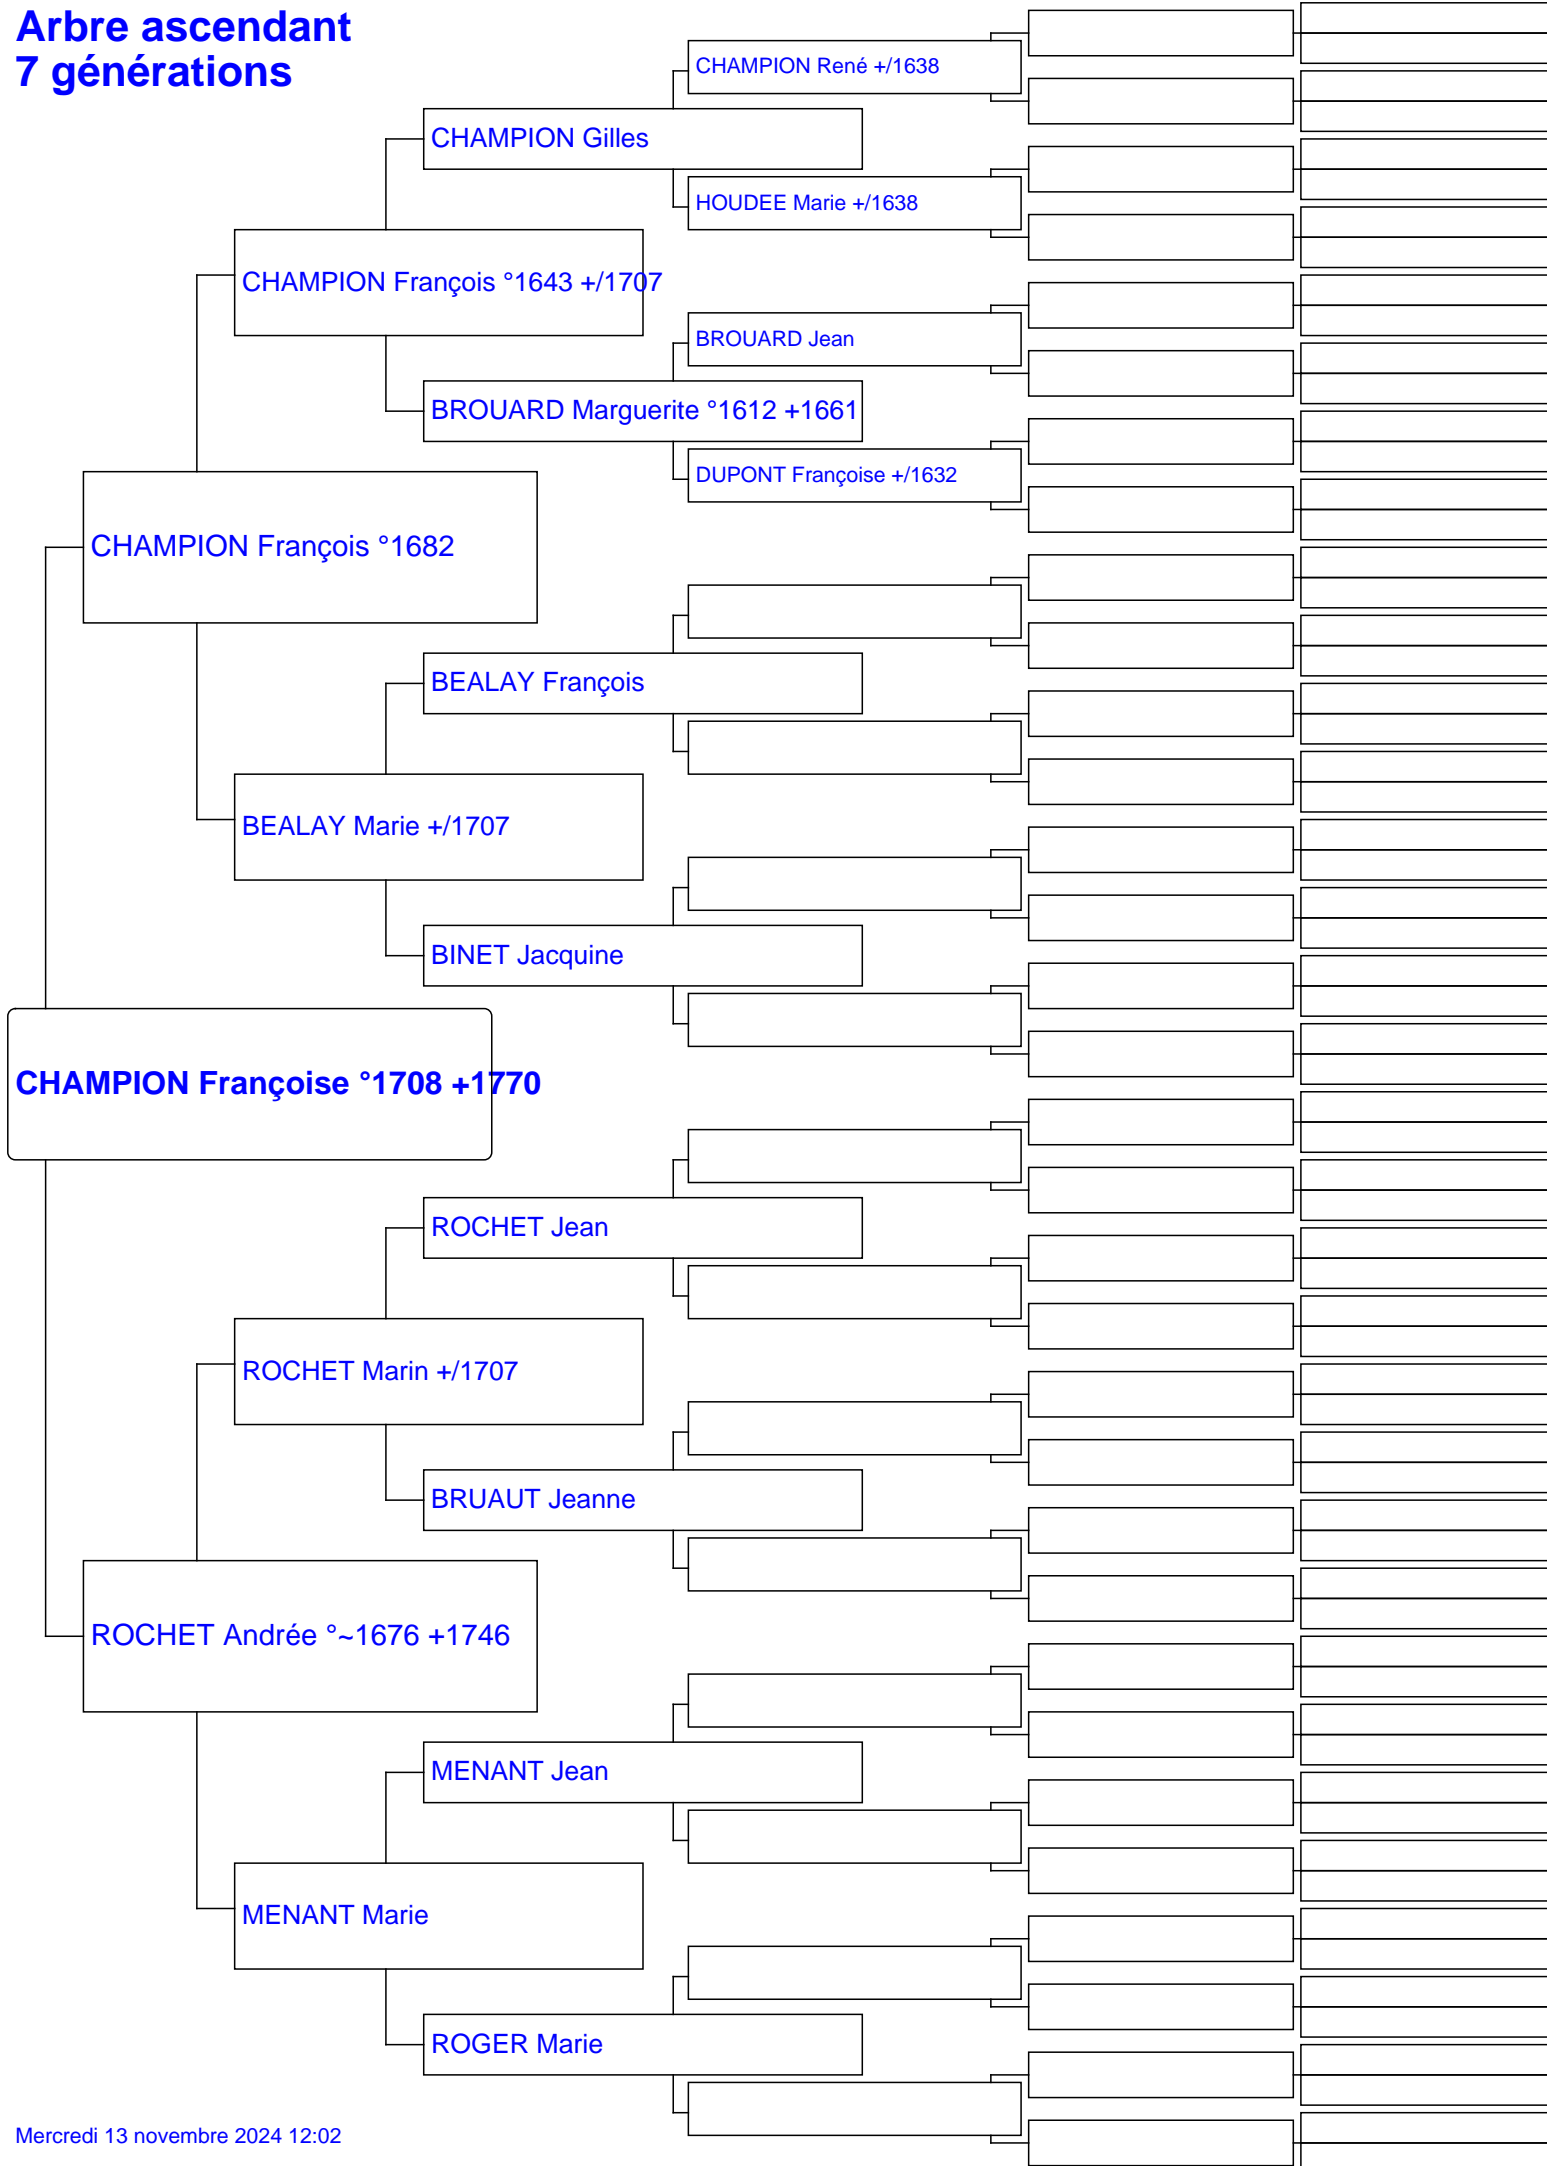 Arbre ascendant
7 générations
CHAMPION René +/1638
CHAMPION Gilles
HOUDEE Marie +/1638
CHAMPION François °1643 +/1707
BROUARD Jean
BROUARD Marguerite °1612 +1661
DUPONT Françoise +/1632
CHAMPION François °1682
BEALAY François
BEALAY Marie +/1707
BINET Jacquine
CHAMPION Françoise °1708 +1770
ROCHET Jean
ROCHET Marin +/1707
BRUAUT Jeanne
ROCHET Andrée °~1676 +1746
MENANT Jean
MENANT Marie
ROGER Marie
Mercredi 13 novembre 2024 12:02